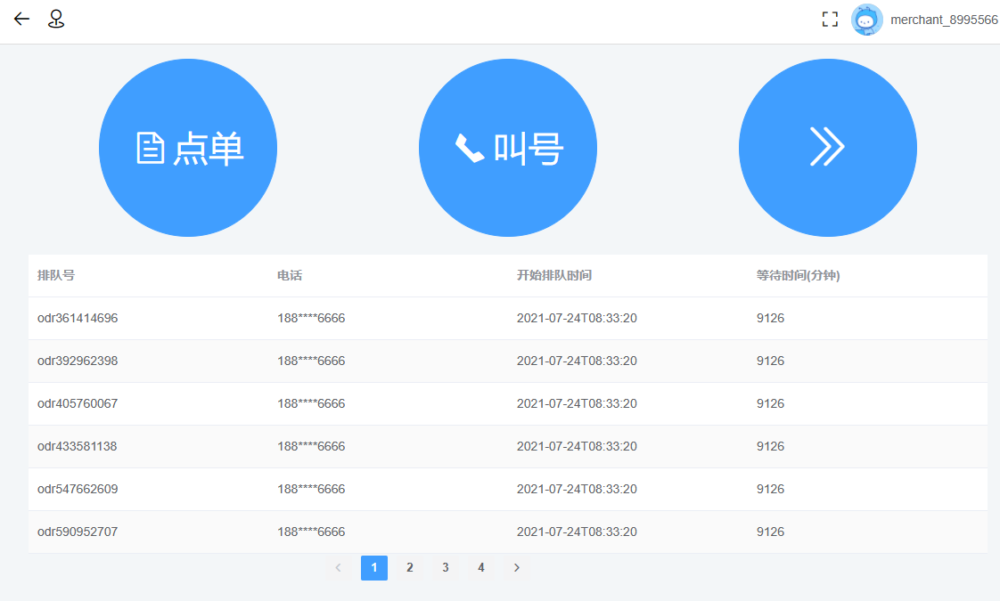 merchant_8995566
点单
叫号
排队号 电话 开始排队时间 等待时间(分钟)
odr361414696 188****6666 2021-07-24T08:33:20 9126
odr392962398 188****6666 2021-07-24T08:33:20 9126
odr405760067 188****6666 2021-07-24T08:33:20 9126
odr433581138 188****6666 2021-07-24T08:33:20 9126
odr547662609 188****6666 2021-07-24T08:33:20 9126
odr590952707 188****6666 2021-07-24T08:33:20 9126
1 2 3 4